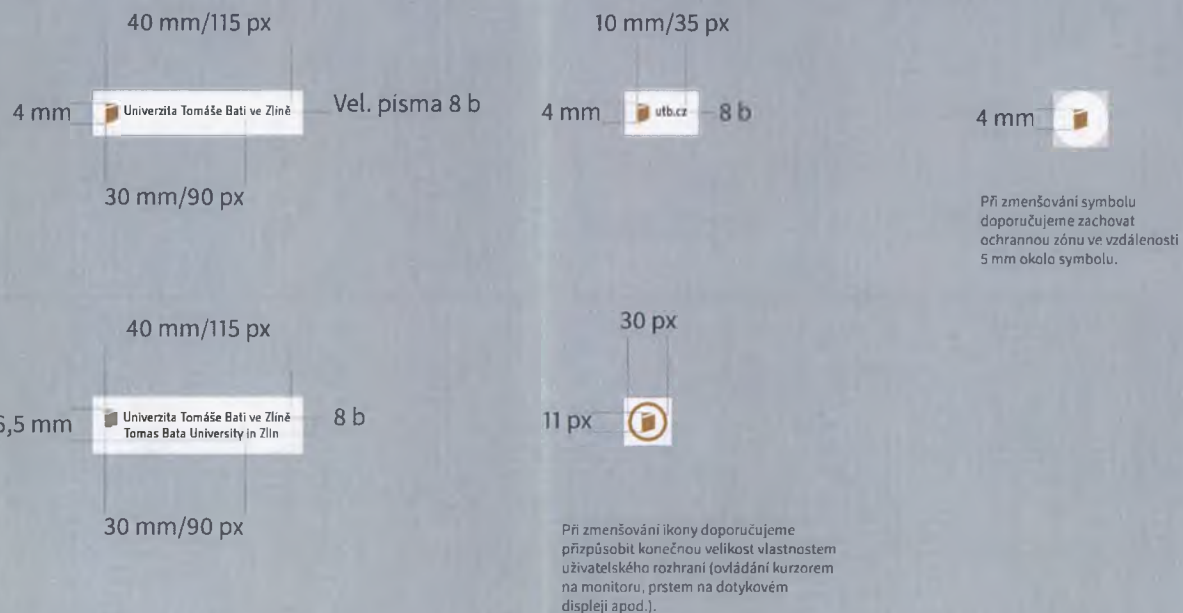 40 mm/115 px
4 mm
Univerzita Tomáše Bati ve Zlíně
Vel. písma 8 b
30 mm/90 px
10 mm/35 px
4 mm
utb.cz
8 b
4 mm
Při zmenšování symbolu
doporučujeme zachovat
ochrannou zónu ve vzdálenosti
5 mm okolo symbolu.
40 mm/115 px
6,5 mm
Univerzita Tomáše Bati ve Zlíně
Tomas Bata University in Zlín
8 b
30 mm/90 px
30 px
11 px
Při zmenšování ikony doporučujeme
přizpůsobit konečnou velikost vlastnostem
uživatelského rozhraní (ovládání kurzorem
na monitoru, prstem na dotykovém
displeji apod.).